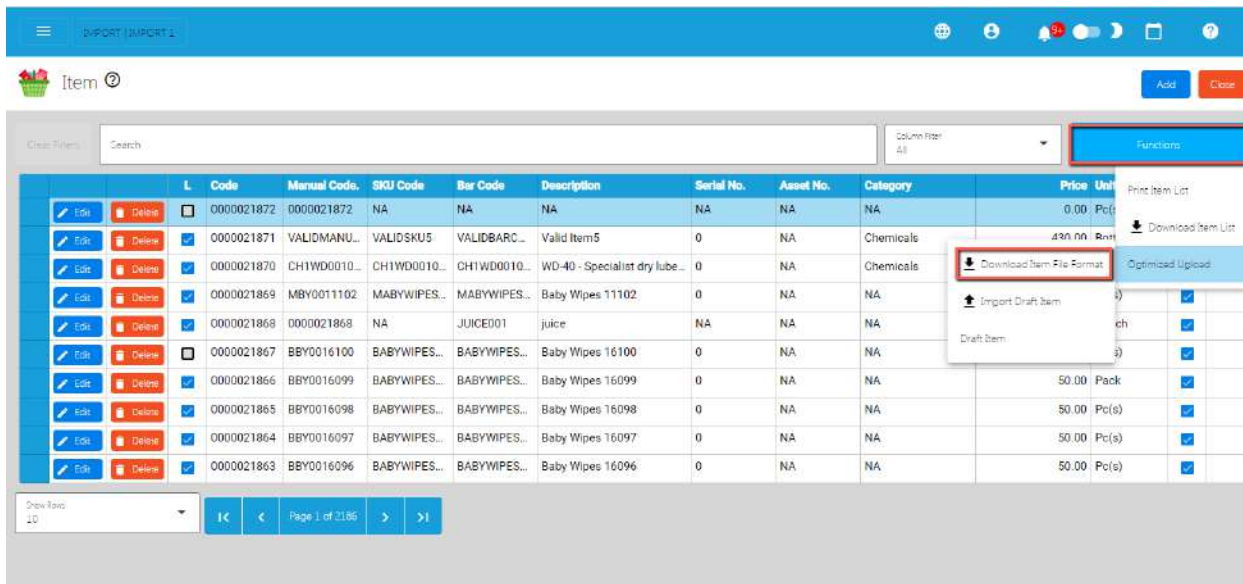 IMPORT | IMPORT 1
9+
Item
Add Close
Clear Filters Search Column Filter All Functions
L Code Manual Code. SKU Code Bar Code Description Serial No. Asset No. Category Price
Print Item List
Download Item List
Optimized Upload
Download Item File Format
Import Draft Item
Draft Item
Edit Delete 0000021872 0000021872 NA NA NA NA NA NA 0.00
Edit Delete 0000021871 VALIDMANU... VALIDSKU5 VALIDBARC... Valid Item5 0 NA Chemicals 430.00
Edit Delete 0000021870 CH1WD0010... CH1WD0010... CH1WD0010... WD-40 - Specialist dry lube... 0 NA Chemicals
Edit Delete 0000021869 MBY0011102 MABYWIPES... MABYWIPES... Baby Wipes 11102 0 NA NA
Edit Delete 0000021868 0000021868 NA JUICE001 juice NA NA NA
Edit Delete 0000021867 BBY0016100 BABYWIPES... BABYWIPES... Baby Wipes 16100 0 NA NA
Edit Delete 0000021866 BBY0016099 BABYWIPES... BABYWIPES... Baby Wipes 16099 0 NA NA 50.00 Pack
Edit Delete 0000021865 BBY0016098 BABYWIPES... BABYWIPES... Baby Wipes 16098 0 NA NA 50.00 Pc(s)
Edit Delete 0000021864 BBY0016097 BABYWIPES... BABYWIPES... Baby Wipes 16097 0 NA NA 50.00 Pc(s)
Edit Delete 0000021863 BBY0016096 BABYWIPES... BABYWIPES... Baby Wipes 16096 0 NA NA 50.00 Pc(s)
Show Rows
10
Page 1 of 2186